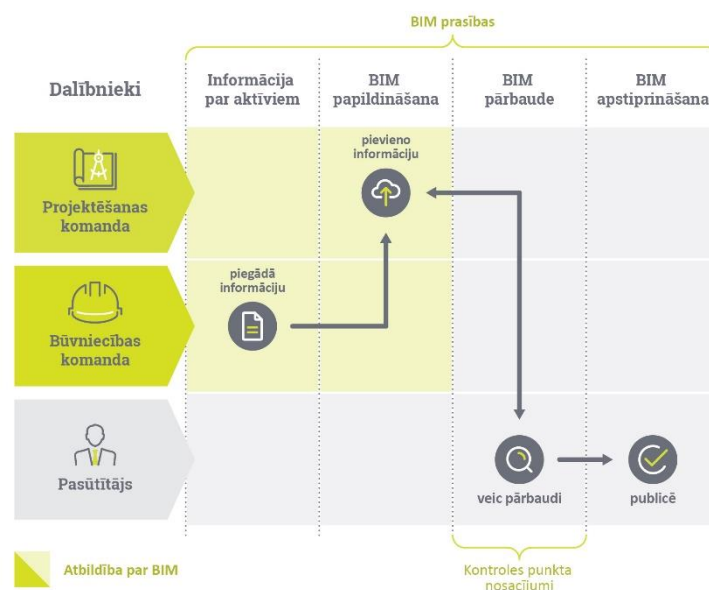 BIM prasības
Dalībnieki
Informācija
par aktīviem
BIM
papildināšana
BIM
pārbaude
BIM
apstiprināšana
Projektēšanas
komanda
pievieno
informāciju
Būvniecības
komanda
piegādā
informāciju
Pasūtītājs
veic pārbaudi
publicē
Atbildība par BIM
Kontroles punkta
nosacījumi